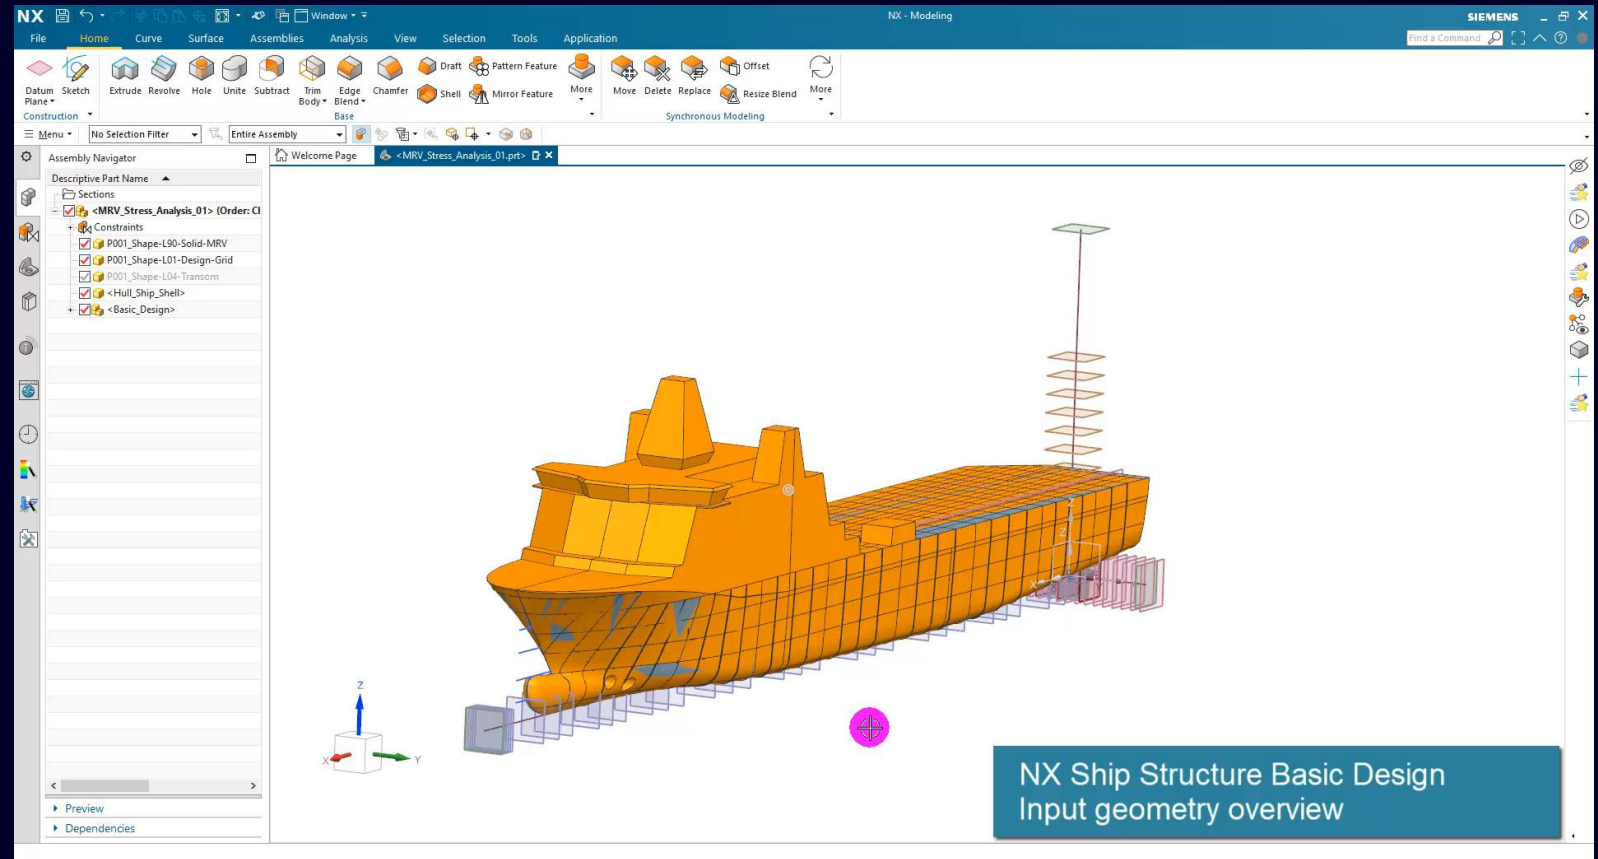 NX Window NX - Modeling SIEMENS
File Home Curve Surface Assemblies Analysis View Selection Tools Application Find a Command
Datum Plane Sketch Extrude Revolve Hole Unite Subtract Trim Body Edge Blend Chamfer Draft Shell Pattern Feature Mirror Feature More Move Delete Replace Offset Resize Blend More
Construction Base Synchronous Modeling
Menu No Selection Filter Entire Assembly
Assembly Navigator Welcome Page <MRV_Stress_Analysis_01.prt>
Descriptive Part Name
Sections
<MRV_Stress_Analysis_01> (Order: Cl
Constraints
P001_Shape-L90-Solid-MRV
P001_Shape-L01-Design-Grid
P001_Shape-L04-Transom
<Hull_Ship_Shell>
<Basic_Design>
Z
Z
X
Z
X
Y
Preview
Dependencies
NX Ship Structure Basic Design
Input geometry overview